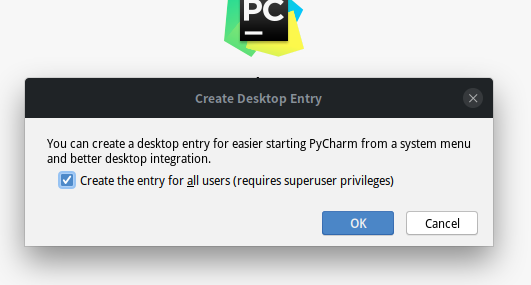 PC
Create Desktop Entry
You can create a desktop entry for easier starting PyCharm from a system menu
and better desktop integration.
Create the entry for all users (requires superuser privileges)
OK
Cancel